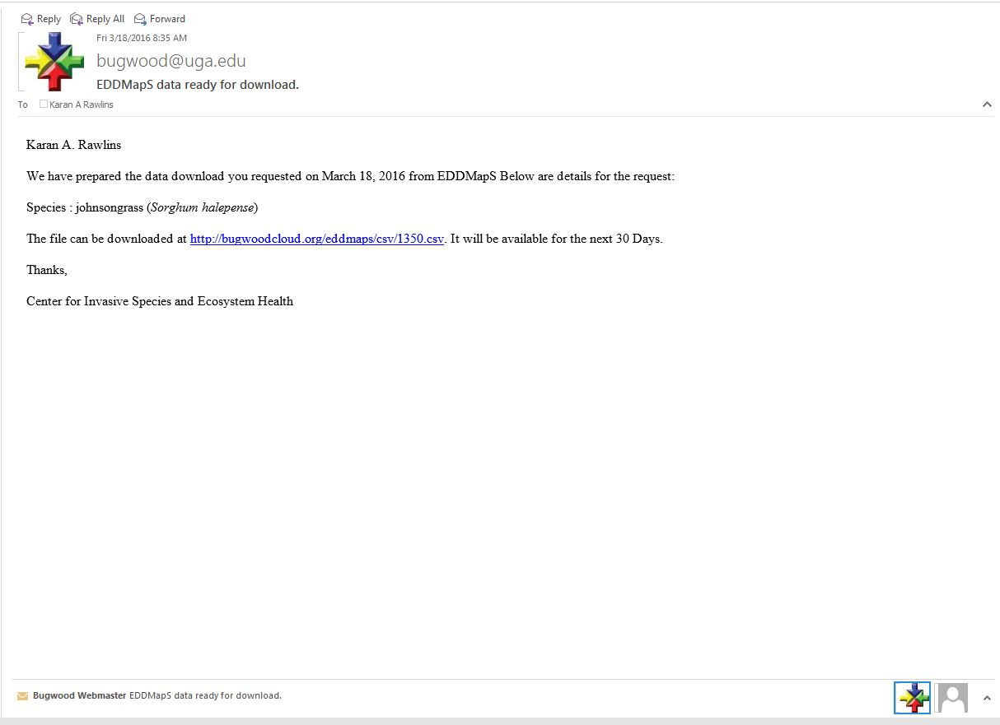 Reply Reply All Forward
Fri 3/18/2016 8:35 AM
bugwood@uga.edu
EDDMapS data ready for download.
To Karan A Rawlins
Karan A. Rawlins
We have prepared the data download you requested on March 18, 2016 from EDDMapS Below are details for the request:
Species : johnsongrass (Sorghum halepense)
The file can be downloaded at http://bugwoodcloud.org/eddmaps/csv/1350.csv. It will be available for the next 30 Days.
Thanks,
Center for Invasive Species and Ecosystem Health
Bugwood Webmaster EDDMapS data ready for download.